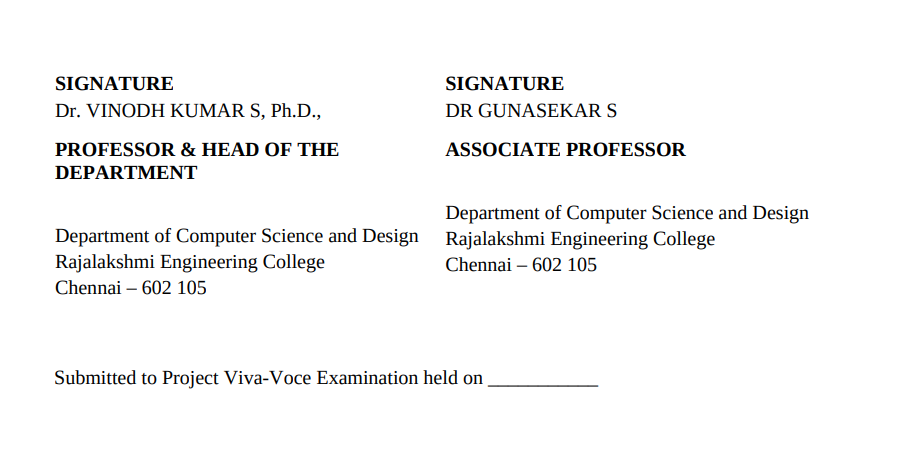 SIGNATURE
Dr. VINODH KUMAR S, Ph.D.,
PROFESSOR & HEAD OF THE
DEPARTMENT
Department of Computer Science and Design
Rajalakshmi Engineering College
Chennai – 602 105
SIGNATURE
DR GUNASEKAR S
ASSOCIATE PROFESSOR
Department of Computer Science and Design
Rajalakshmi Engineering College
Chennai – 602 105
Submitted to Project Viva-Voce Examination held on ___________